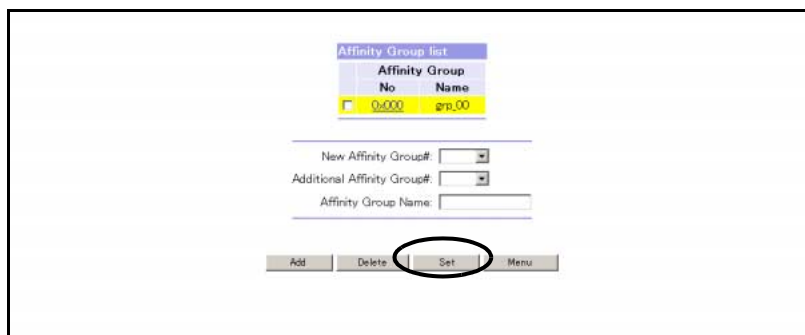 Affinity Group list
Affinity Group
No Name
0x000 grp_00
New Affinity Group#:
Additional Affinity Group#:
Affinity Group Name:
Add Delete Set Menu